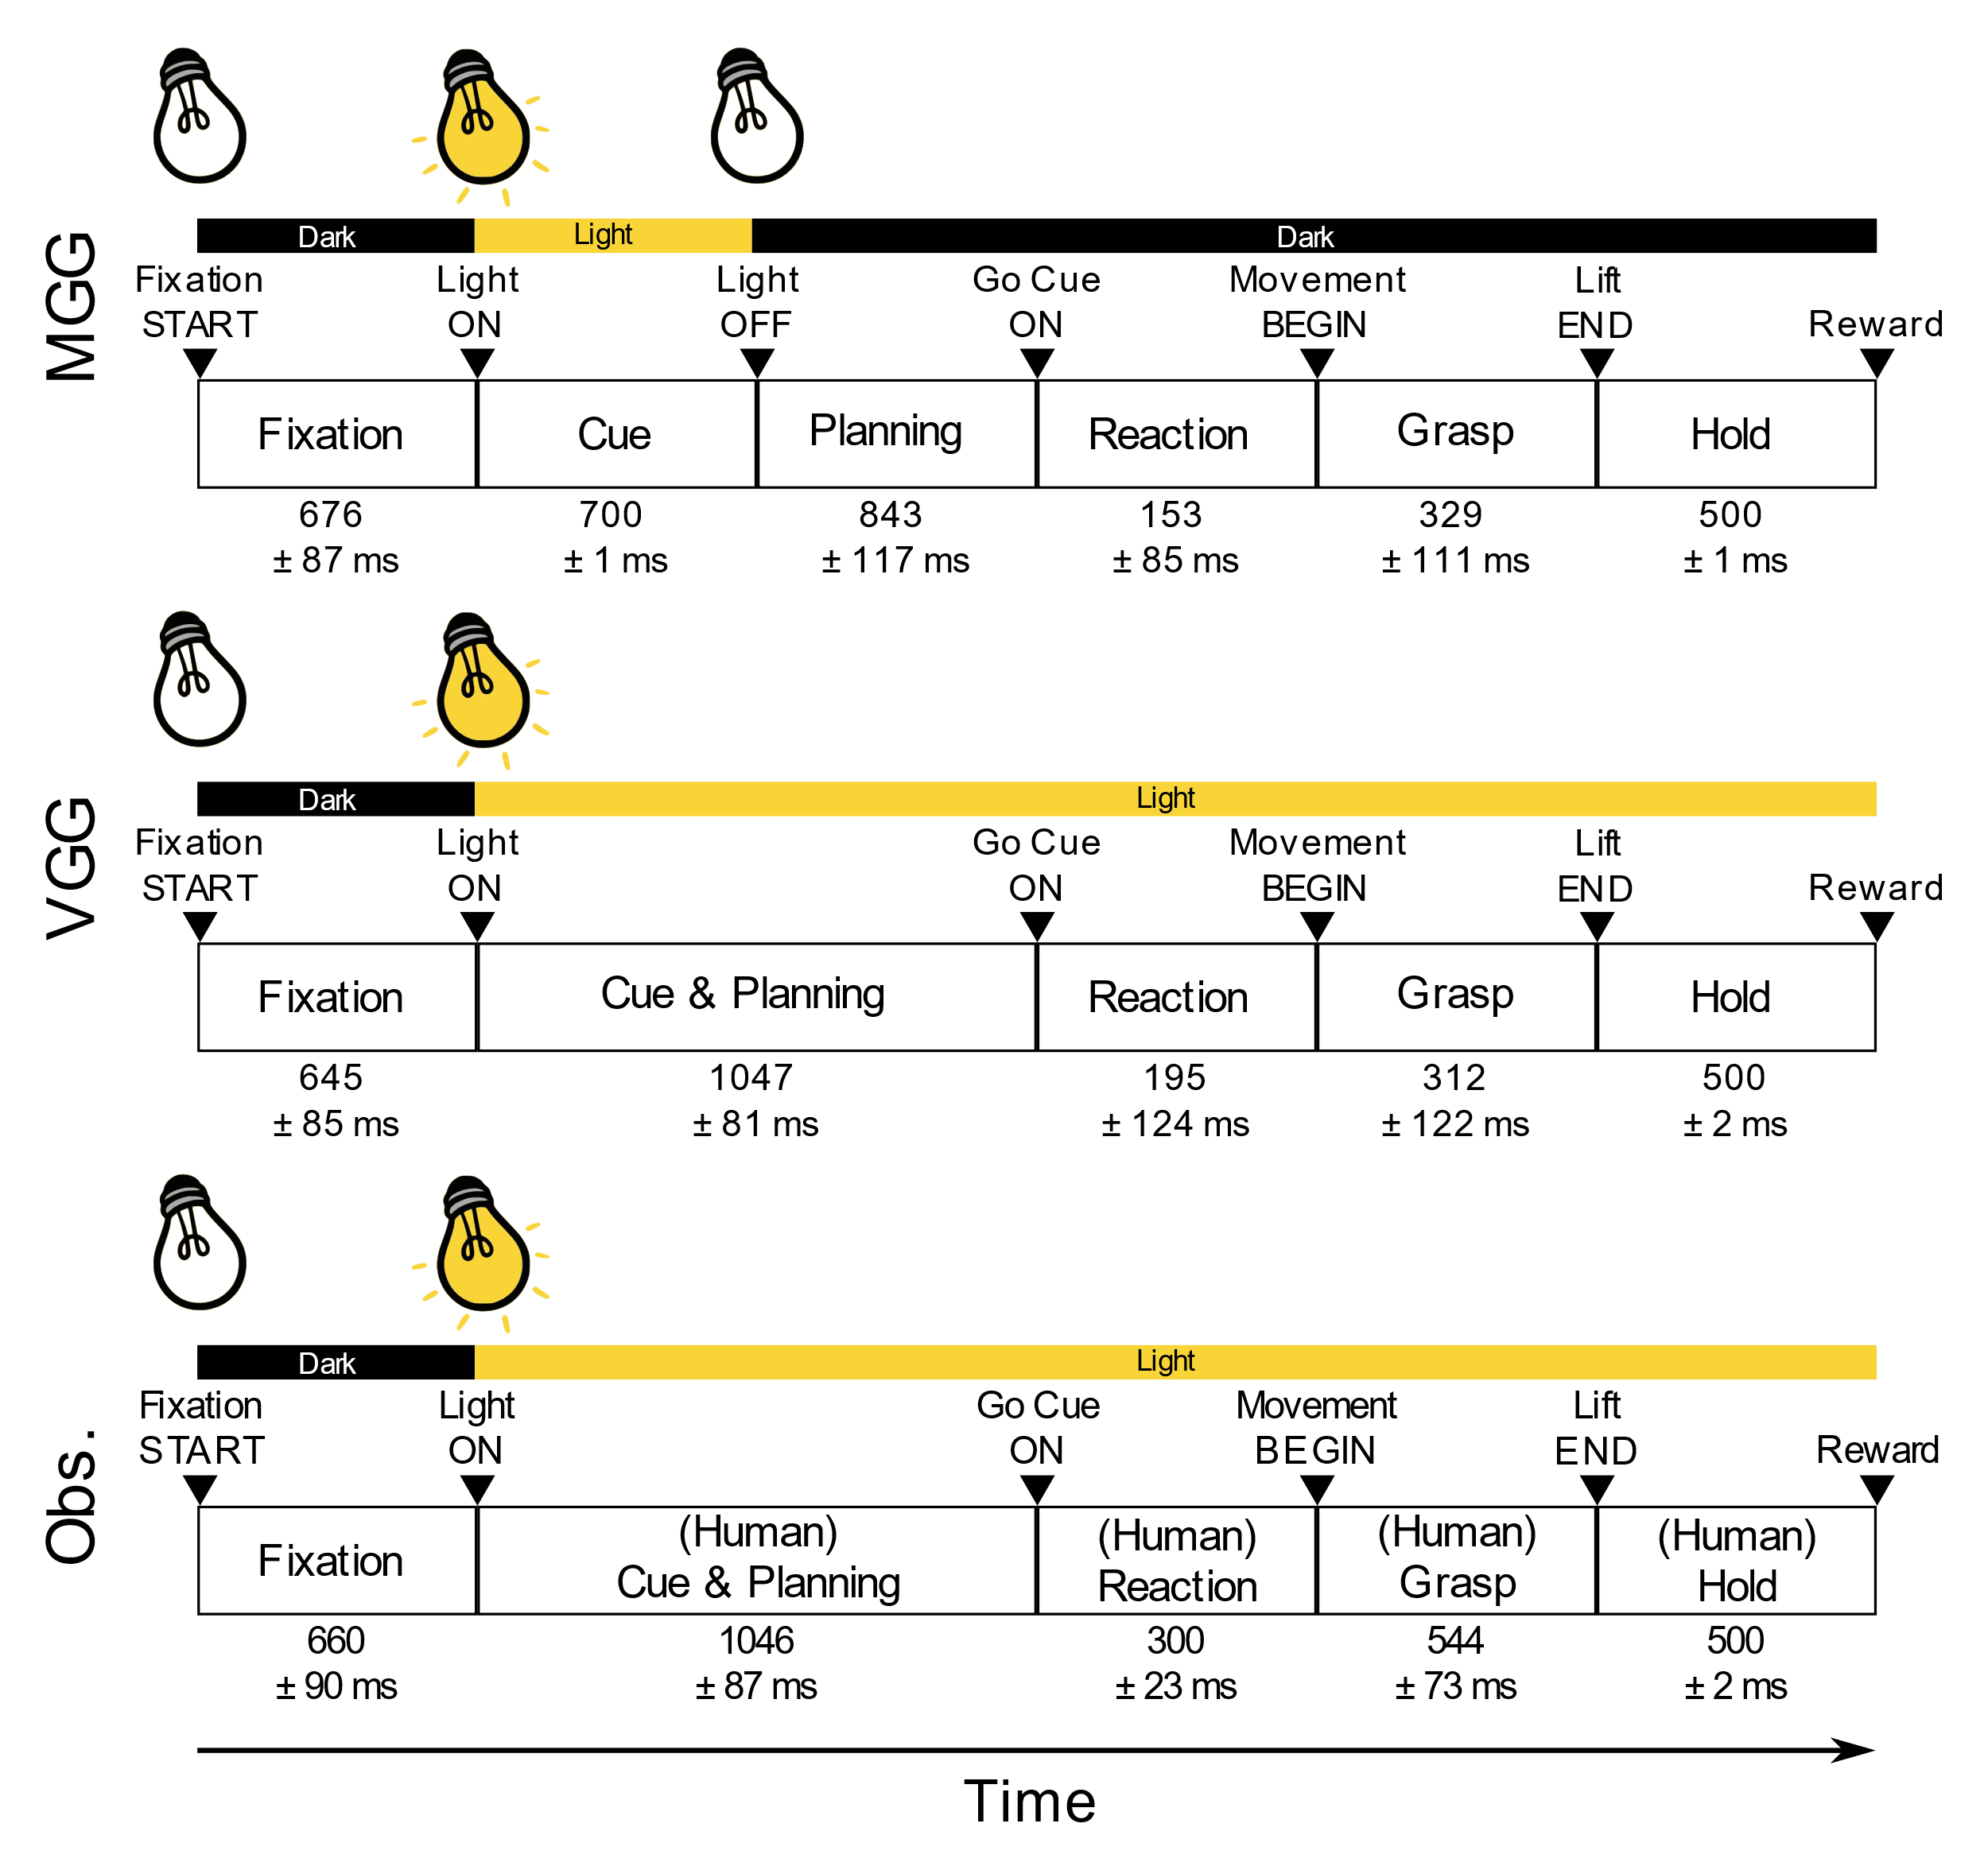 MGG
Dark
Light
Dark
Fixation START
Light ON
Light OFF
Go Cue ON
Movement BEGIN
Lift END
Reward
Fixation
Cue
Planning
Reaction
Grasp
Hold
676 ± 87 ms
700 ± 1 ms
843 ± 117 ms
153 ± 85 ms
329 ± 111 ms
500 ± 1 ms
VGG
Dark
Light
Fixation START
Light ON
Go Cue ON
Movement BEGIN
Lift END
Reward
Fixation
Cue & Planning
Reaction
Grasp
Hold
645 ± 85 ms
1047 ± 81 ms
195 ± 124 ms
312 ± 122 ms
500 ± 2 ms
Obs.
Dark
Light
Fixation START
Light ON
Go Cue ON
Movement BEGIN
Lift END
Reward
Fixation
(Human) Cue & Planning
(Human) Reaction
(Human) Grasp
(Human) Hold
660 ± 90 ms
1046 ± 87 ms
300 ± 23 ms
544 ± 73 ms
500 ± 2 ms
Time